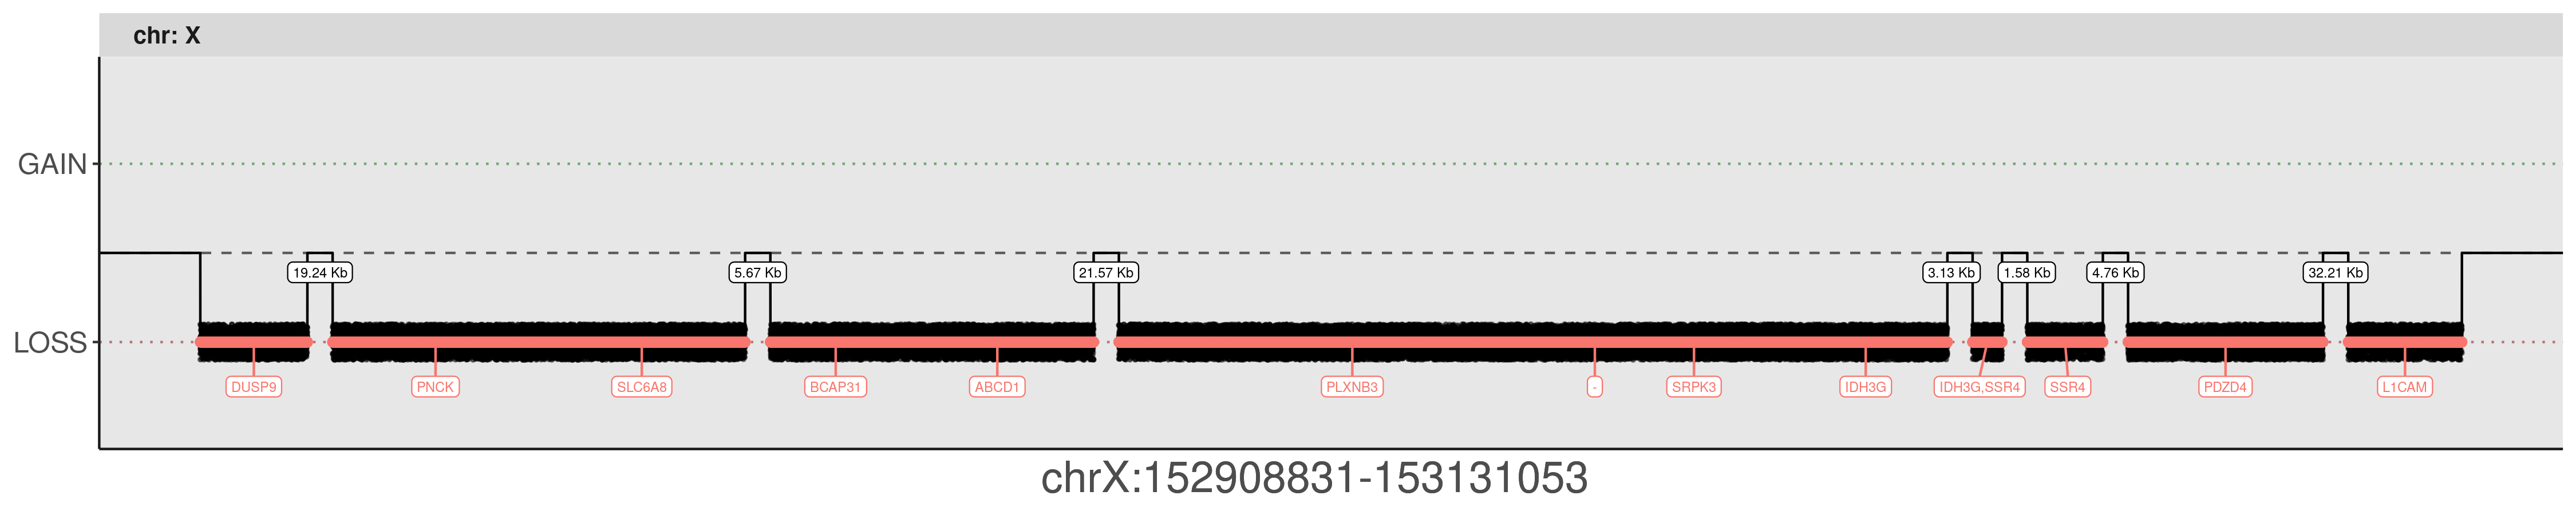 chr: X
GAIN
19.24 Kb 5.67 Kb 21.57 Kb 3.13 Kb 1.58 Kb 4.76 Kb 32.21 Kb
LOSS
DUSP9 PNCK SLC6A8 BCAP31 ABCD1 PLXNB3 - SRPK3 IDH3G IDH3G,SSR4 SSR4 PDZD4 L1CAM
chrX:152908831-153131053